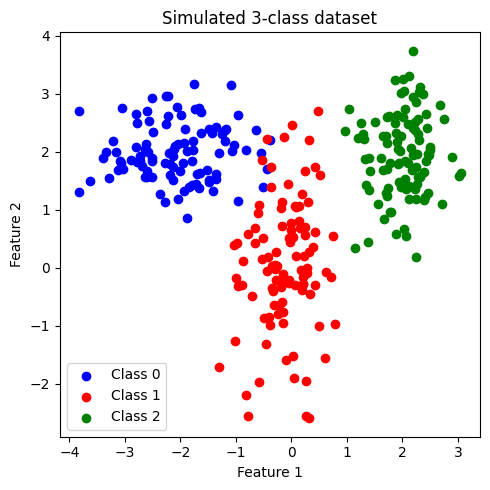 Simulated 3-class dataset
Feature 2
4
3
2
1
0
−1
−2
Class 0
Class 1
Class 2
−4 −3 −2 −1 0 1 2 3
Feature 1